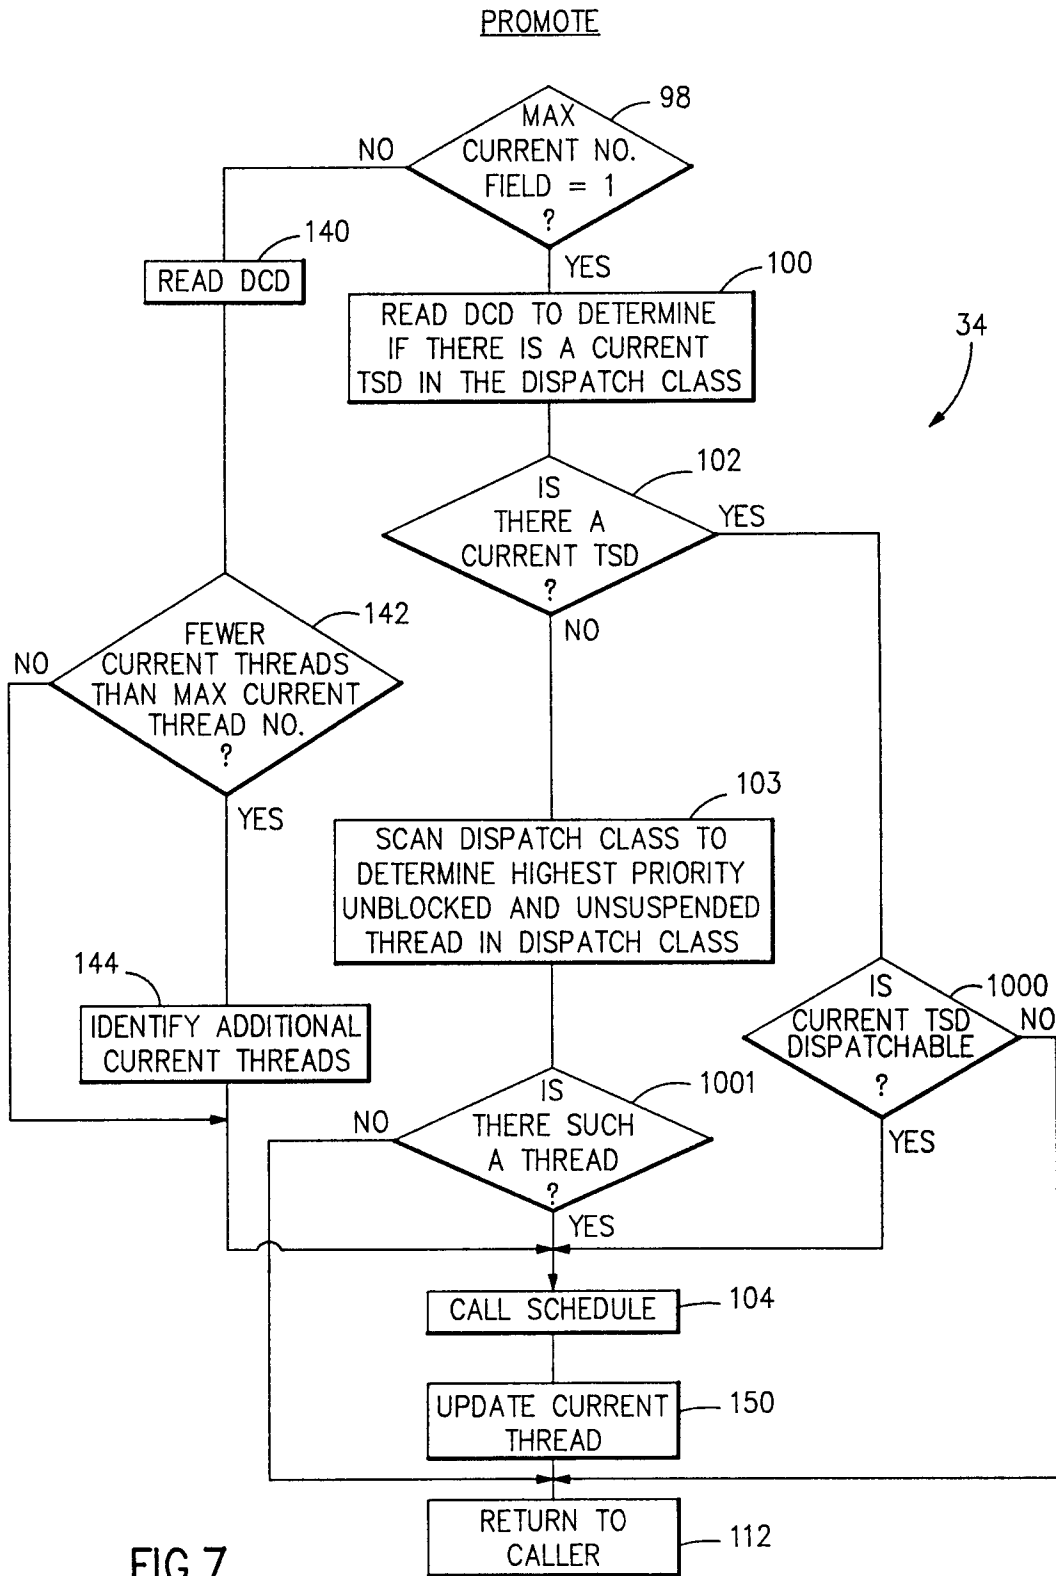 PROMOTE
98
MAX
CURRENT NO.
FIELD = 1
?
NO
YES
140
READ DCD
100
READ DCD TO DETERMINE
IF THERE IS A CURRENT
TSD IN THE DISPATCH CLASS
34
102
IS
THERE A
CURRENT TSD
?
YES
NO
142
FEWER
CURRENT THREADS
THAN MAX CURRENT
THREAD NO.
?
NO
YES
103
SCAN DISPATCH CLASS TO
DETERMINE HIGHEST PRIORITY
UNBLOCKED AND UNSUSPENDED
THREAD IN DISPATCH CLASS
144
IDENTIFY ADDITIONAL
CURRENT THREADS
1000
IS
CURRENT TSD
DISPATCHABLE
?
NO
YES
1001
IS
THERE SUCH
A THREAD
?
NO
YES
CALL SCHEDULE
104
UPDATE CURRENT
THREAD
150
RETURN TO
CALLER
112
FIG.7